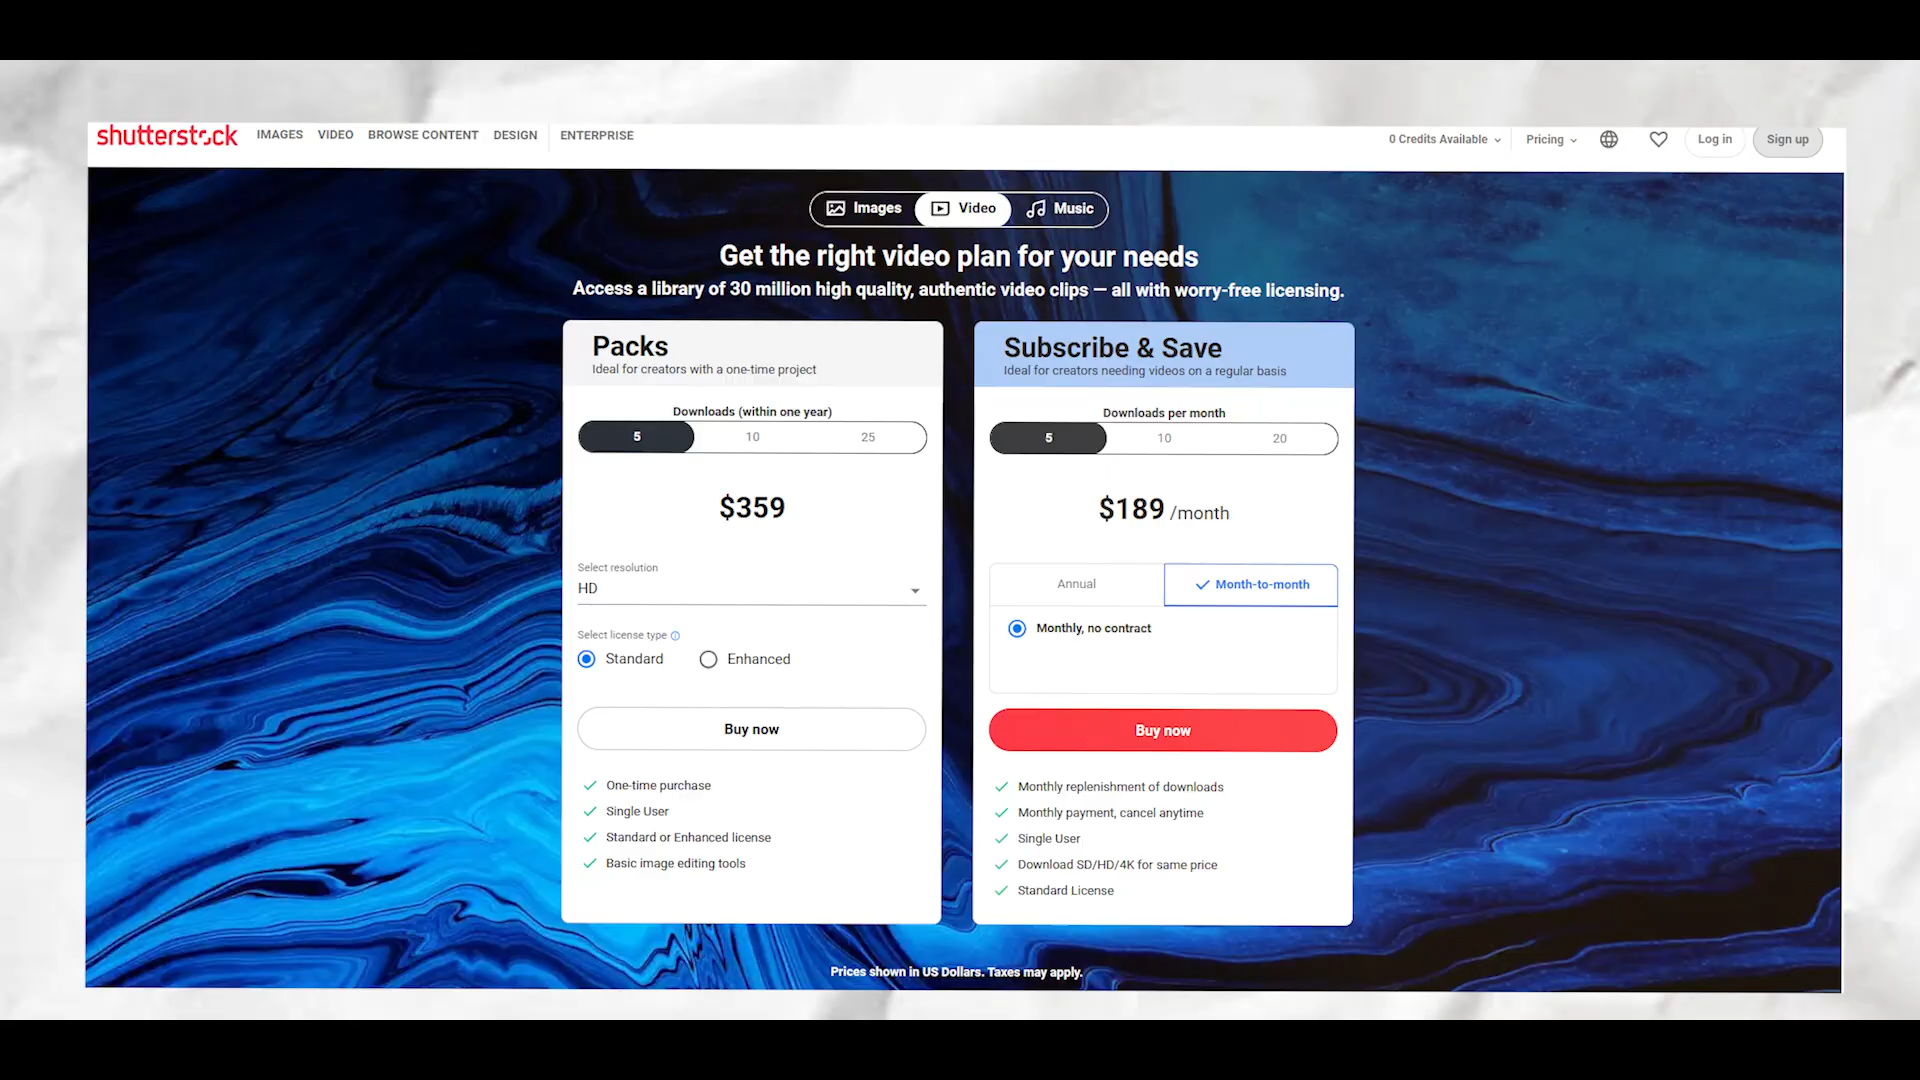 shutterstock IMAGES VIDEO BROWSE CONTENT DESIGN ENTERPRISE 0 Credits Available Pricing Log in Sign up
Images Video Music
Get the right video plan for your needs
Access a library of 30 million high quality, authentic video clips — all with worry-free licensing.
Packs
Ideal for creators with a one-time project
Downloads (within one year)
5 10 25
$359
Select resolution
HD
Select license type
Standard Enhanced
Buy now
One-time purchase
Single User
Standard or Enhanced license
Basic image editing tools
Subscribe & Save
Ideal for creators needing videos on a regular basis
Downloads per month
5 10 20
$189 /month
Annual Month-to-month
Monthly, no contract
Buy now
Monthly replenishment of downloads
Monthly payment, cancel anytime
Single User
Download SD/HD/4K for same price
Standard License
Prices shown in US Dollars. Taxes may apply.